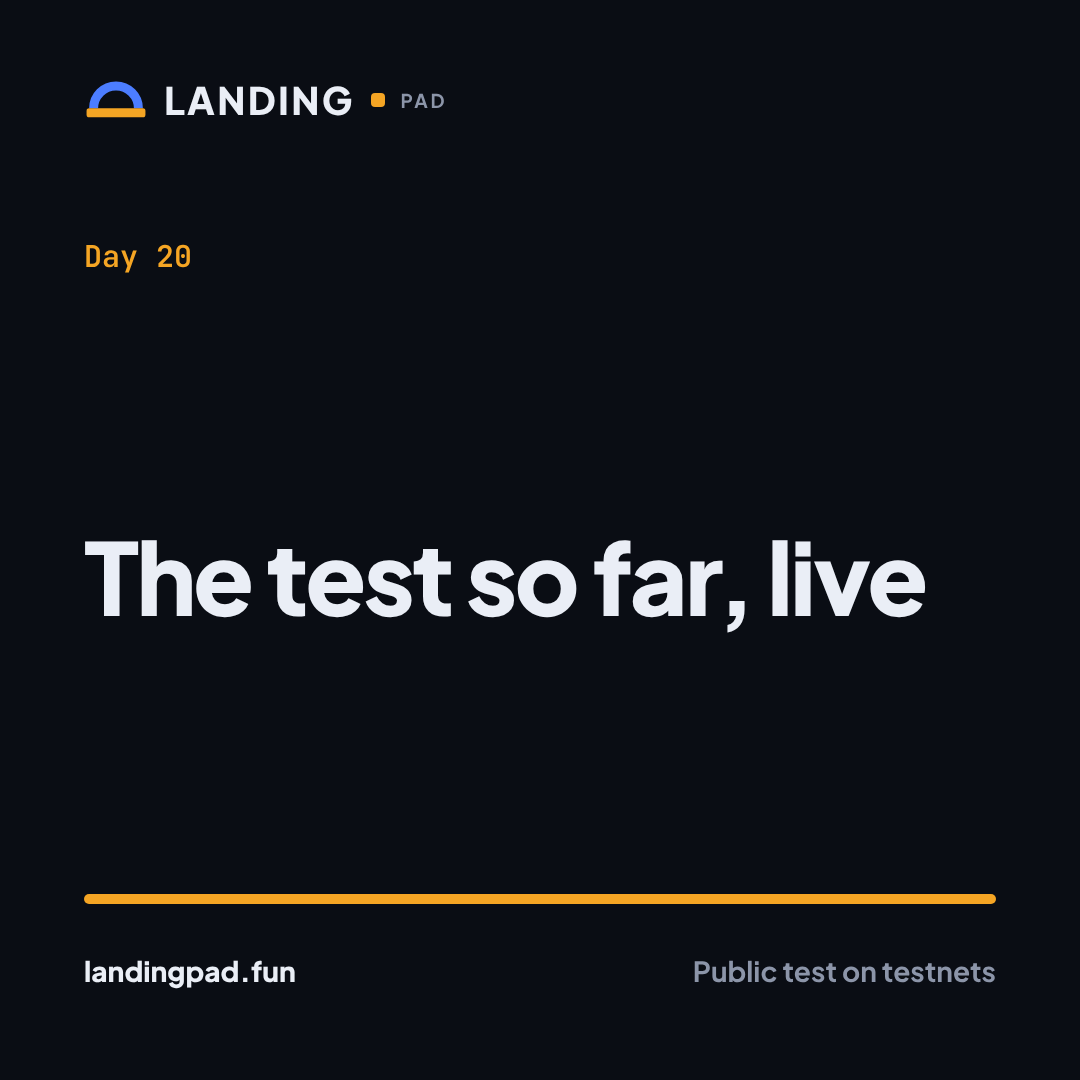 LANDING PAD
Day 20
The test so far, live
landingpad.fun
Public test on testnets